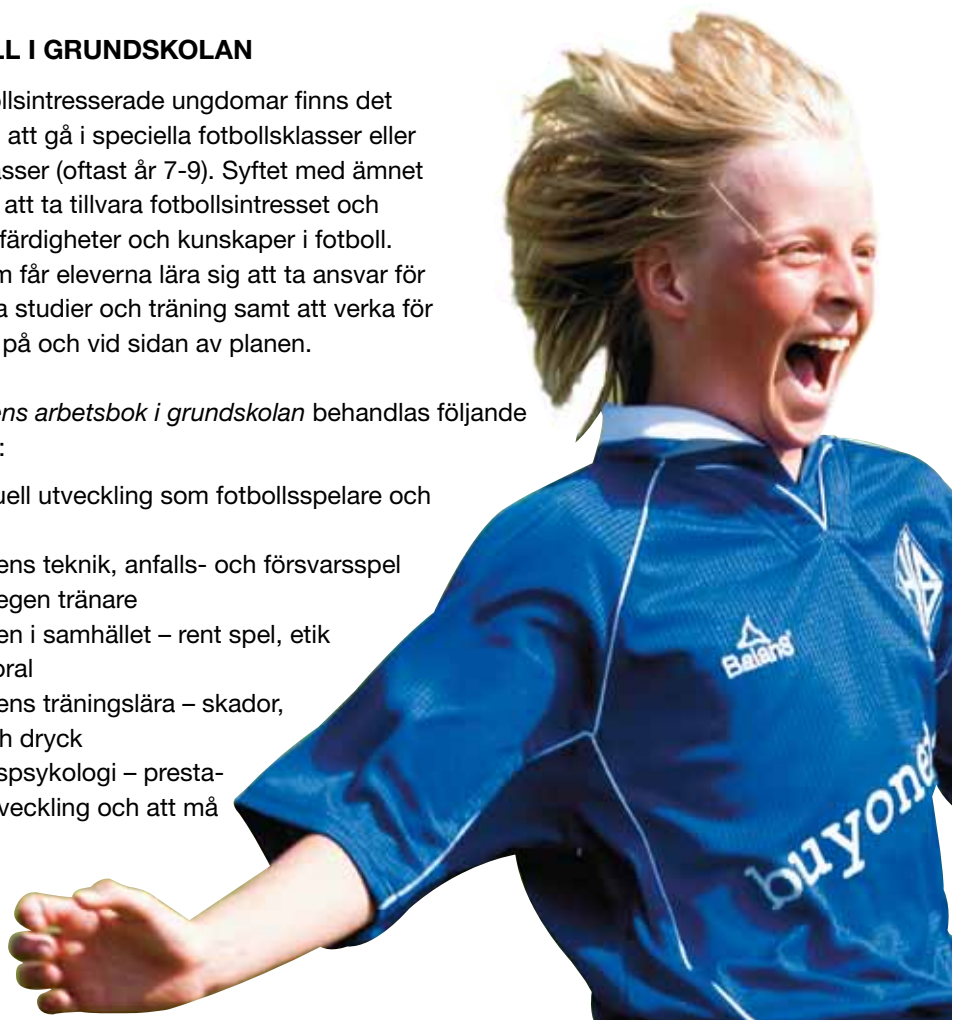 LL I GRUNDSKOLAN
ollsintresserade ungdomar finns det
att gå i speciella fotbollsklasser eller
asser (oftast år 7-9). Syftet med ämnet
att ta tillvara fotbollsintresset och
färdigheter och kunskaper i fotboll.
m får eleverna lära sig att ta ansvar för
a studier och träning samt att verka för
på och vid sidan av planen.
ens arbetsbok i grundskolan behandlas följande
:
uell utveckling som fotbollsspelare och
ens teknik, anfalls- och försvarsspel
egen tränare
en i samhället – rent spel, etik
oral
ens träningslära – skador,
h dryck
spsykologi – presta-
veckling och att må
Balans
buyoned